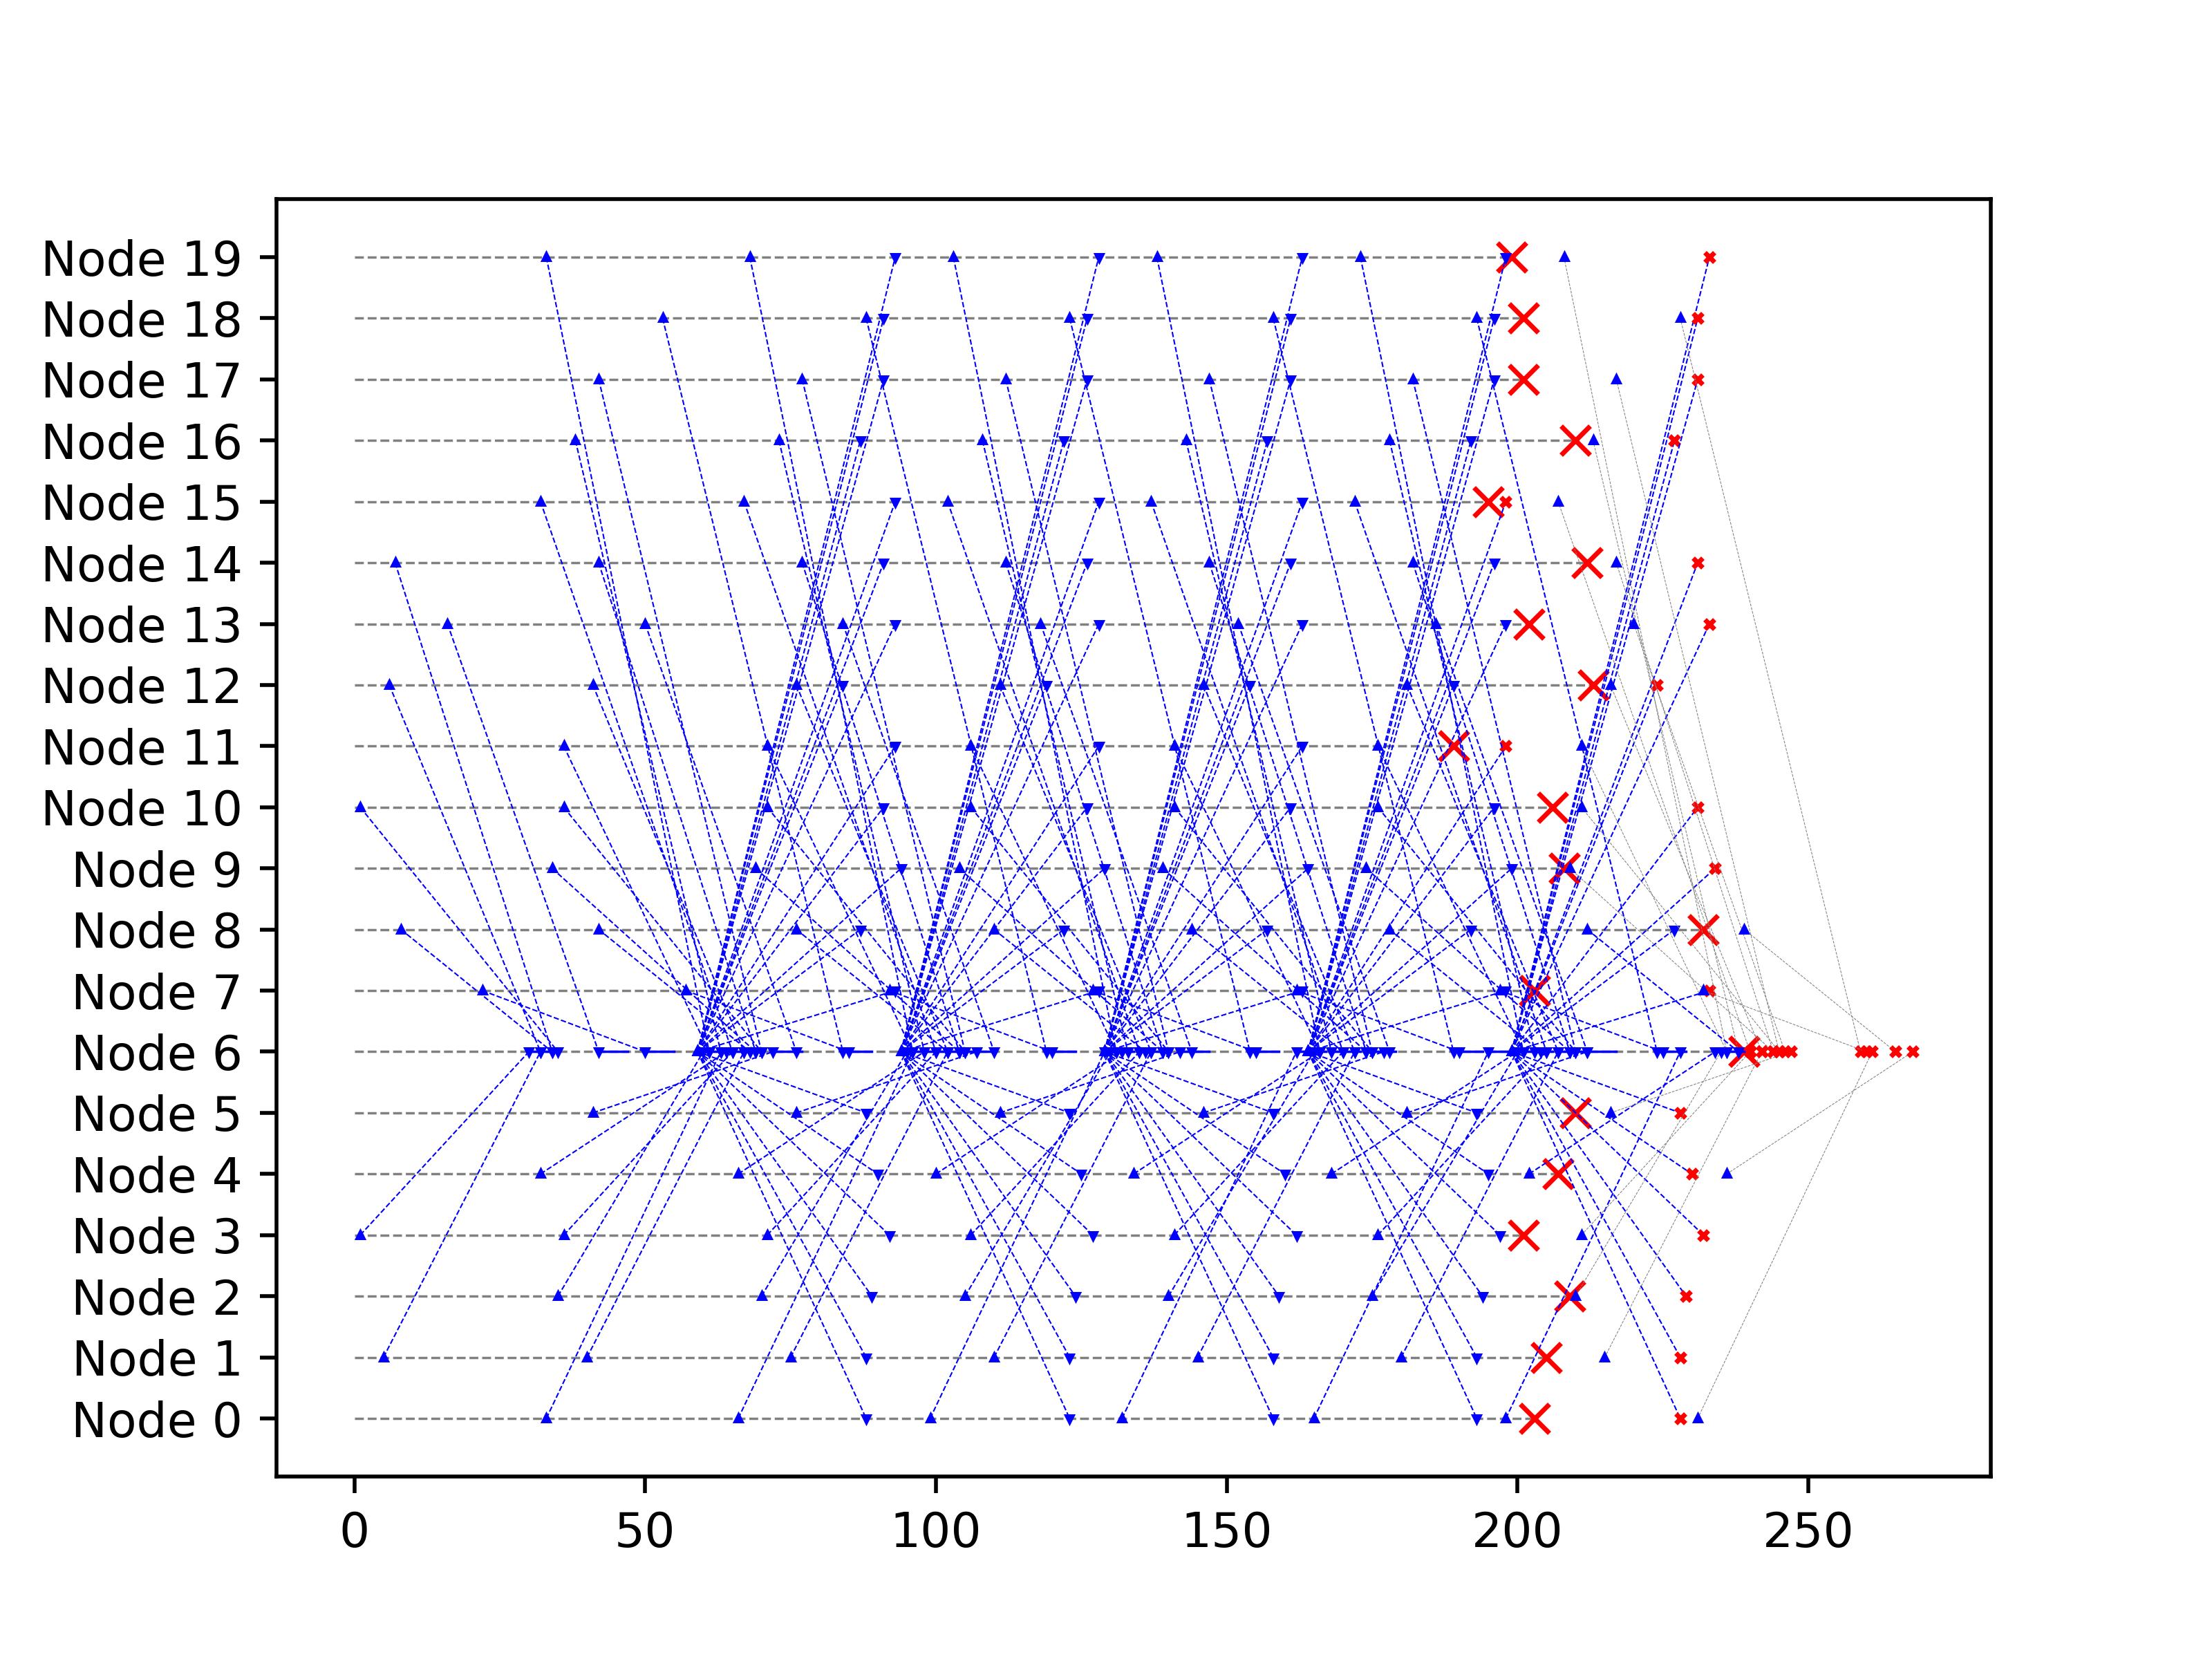 Node 19
Node 18
Node 17
Node 16
Node 15
Node 14
Node 13
Node 12
Node 11
Node 10
Node 9
Node 8
Node 7
Node 6
Node 5
Node 4
Node 3
Node 2
Node 1
Node 0
0 50 100 150 200 250